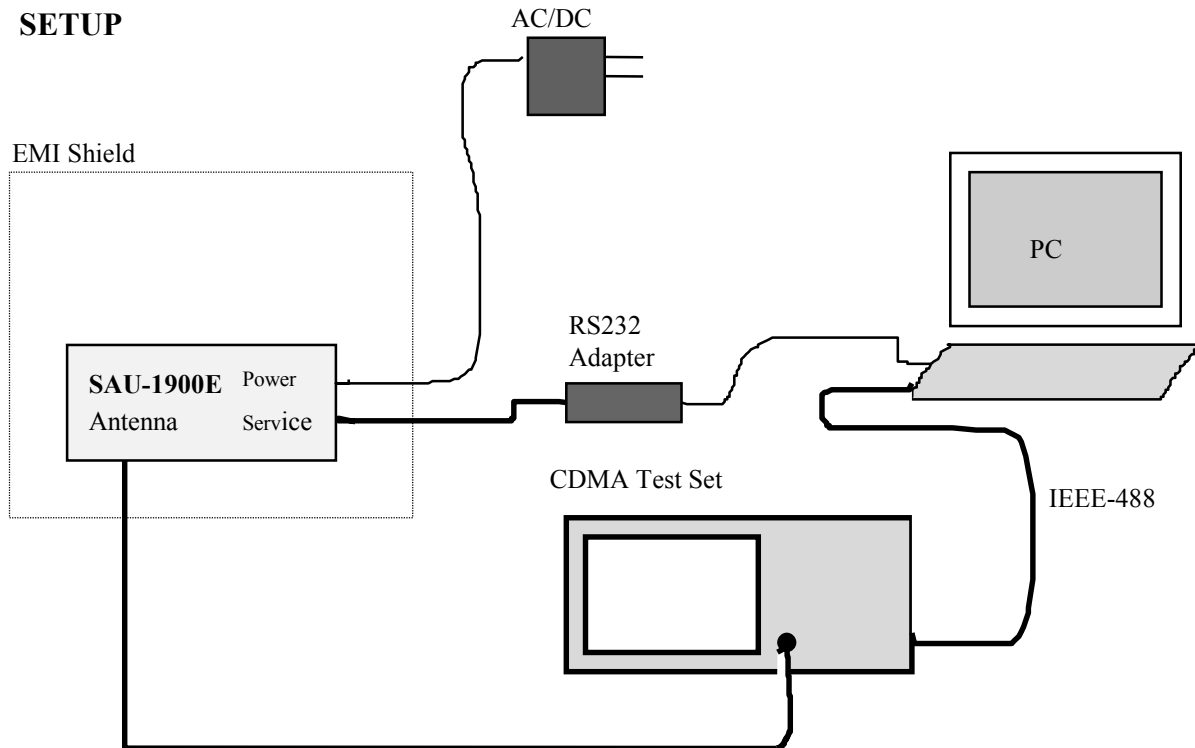 SETUP
AC/DC
EMI Shield
PC
RS232
Adapter
SAU-1900E Power
Antenna Service
CDMA Test Set
IEEE-488